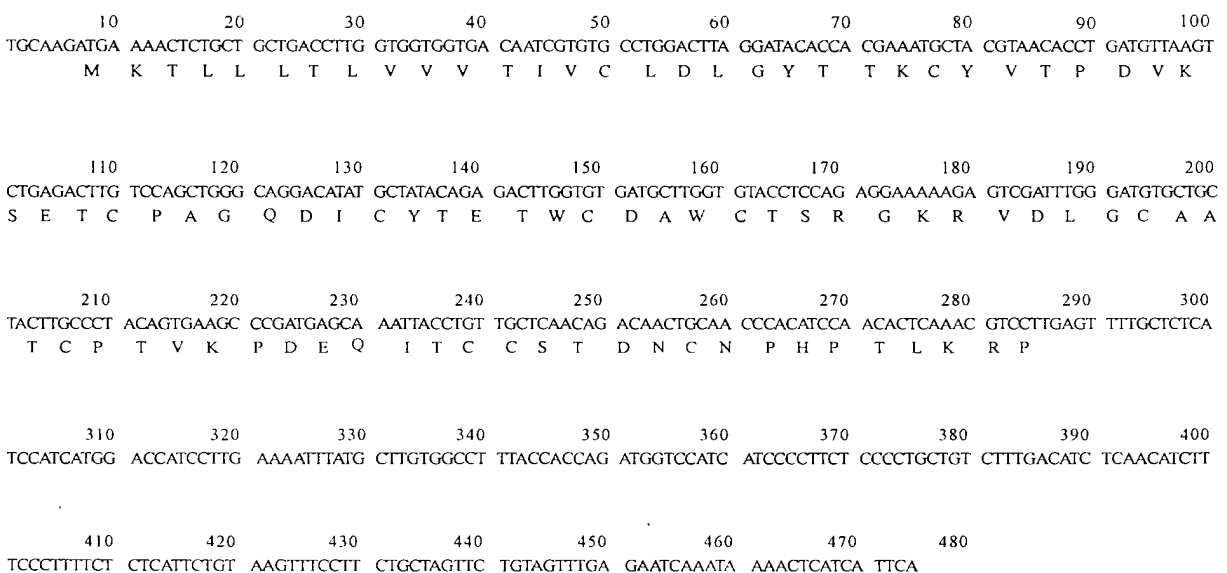 10 20 30 40 50 60 70 80 90 100
TGCAAGATGA AAACTCTGCT GCTGACCTTG GTGGTGGTGA CAATCGTGTG CCTGGACTTA GGATACACCA CGAAATGCTA CGTAACACCT GATGTTAAGT
M K T L L L T L V V V T I V C L D L G Y T T K C Y V T P D V K
110 120 130 140 150 160 170 180 190 200
CTGAGACTTG TCCAGCTGGG CAGGACATAT GCTATACAGA GACTTGGTGT GATGCTTGGT GTACCTCCAG AGGAAAAAGA GTCGATTTGG GATGTGCTGC
S E T C P A G Q D I C Y T E T W C D A W C T S R G K R V D L G C A A
210 220 230 240 250 260 270 280 290 300
TACTTGCCCT ACAGTGAAGC CCGATGAGCA AATTACCTGT TGCTCAACAG ACAACTGCAA CCCACATCCA ACACTCAAAC GTCCTTGAGT TTTGCTCTCA
T C P T V K P D E Q I T C C S T D N C N P H P T L K R P
310 320 330 340 350 360 370 380 390 400
TCCATCATGG ACCATCCTTG AAAATTTATG CTTGTGGCCT TTACCACCAG ATGGTCCATC ATCCCCTTCT CCCCTGCTGT CTTTGACATC TCAACATCTT
410 420 430 440 450 460 470 480
TCCCTTTTCT CTCATTCTGT AAGTTTCCTT CTGCTAGTTC TGTAGTTTGA GAATCAAATA AAACTCATCA TTCA